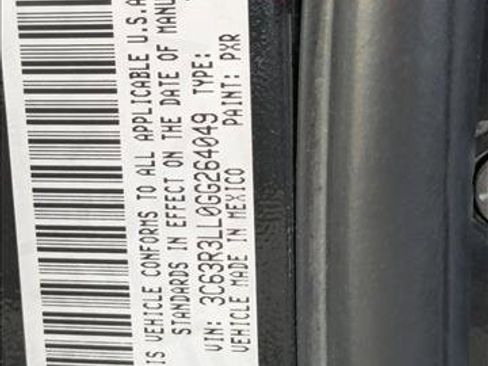 IS VEHICLE CONFORMS TO ALL APPLICABLE U.S.A
STANDARDS IN EFFECT ON THE DATE OF MANU
VIN: 3C63R3LL0GG264049 TYPE:
VEHICLE MADE IN MEXICO PAINT: PXR